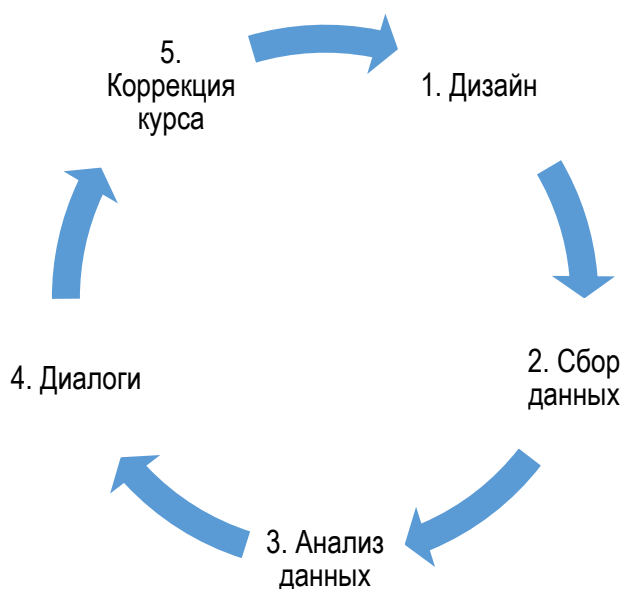 1. Дизайн
2. Сбор
данных
3. Анализ
данных
4. Диалоги
5.
Коррекция
курса